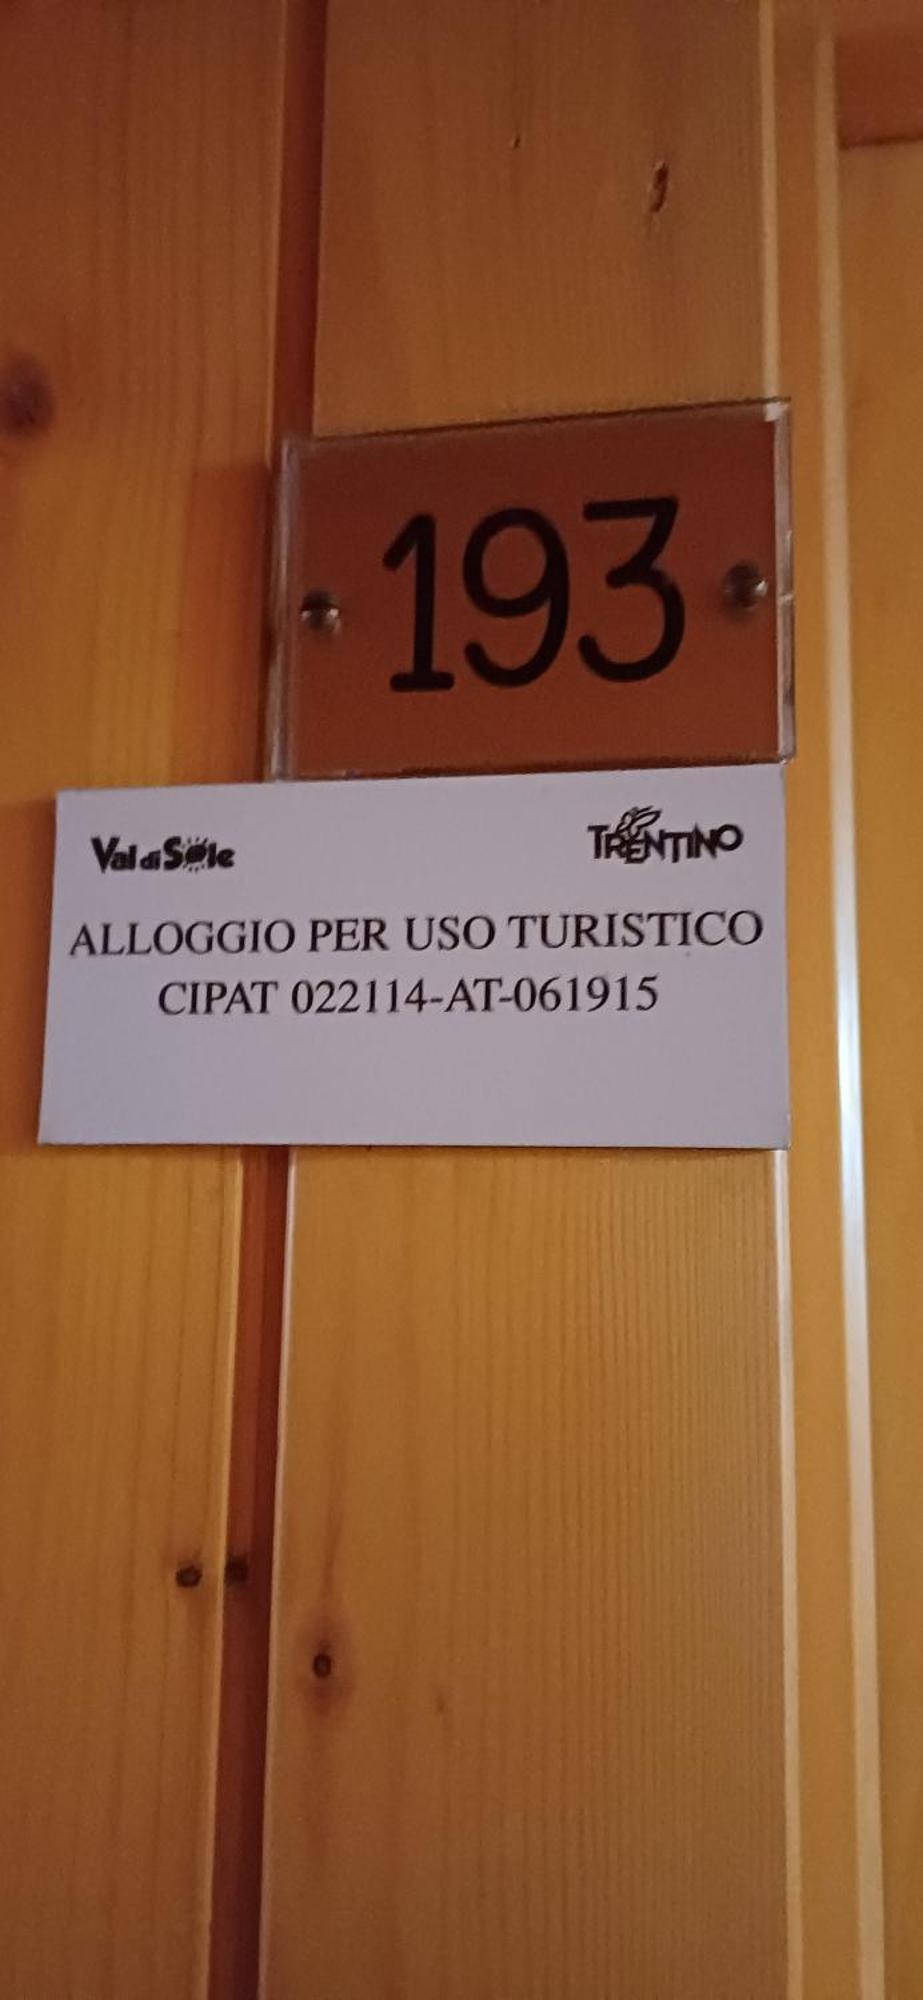 193
Val di Sole
TRENTINO
ALLOGGIO PER USO TURISTICO
CIPAT 022114-AT-061915